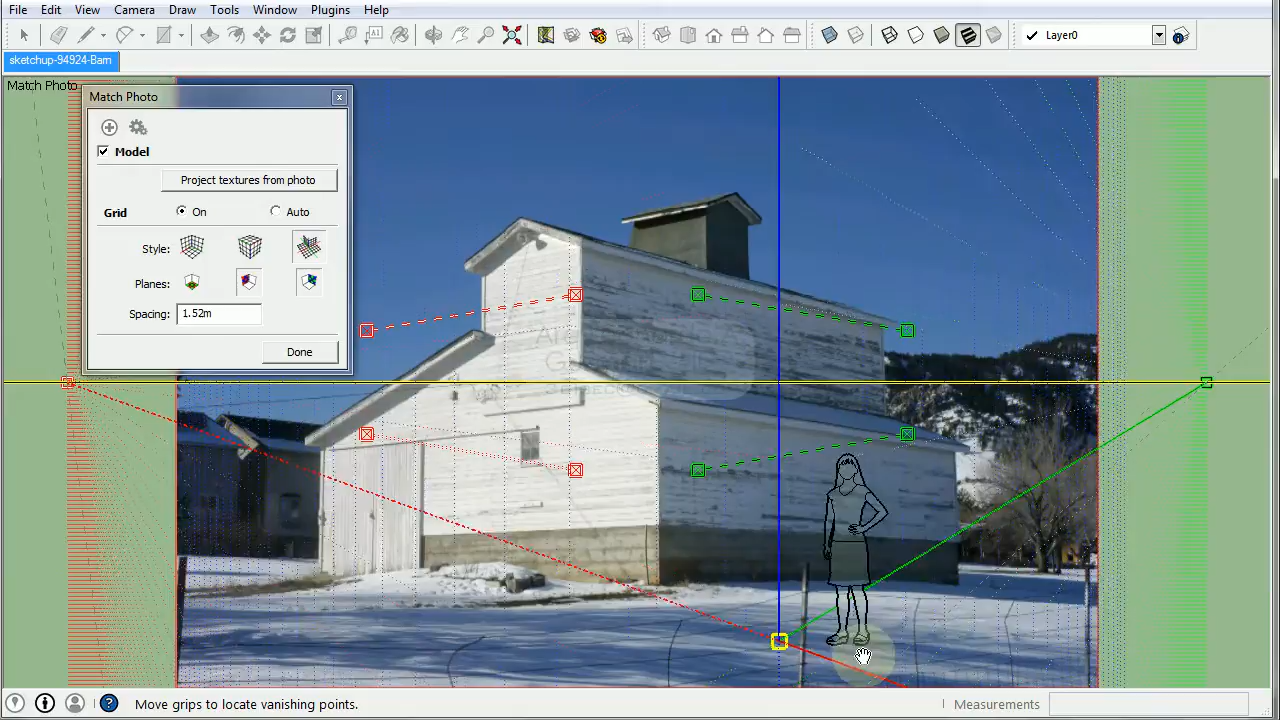 File Edit View Camera Draw Tools Window Plugins Help
Layer0
sketchup-94924-Barn
Match Photo
Match Photo
Model
Project textures from photo
Grid On Auto
Style:
Planes:
Spacing: 1.52m
Done
Move grips to locate vanishing points. Measurements